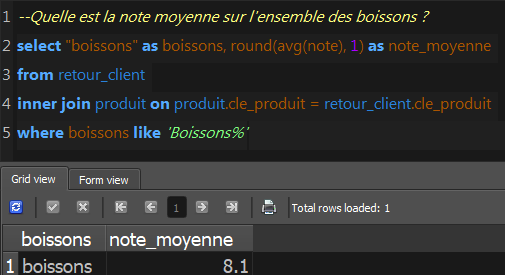 1 --Quelle est la note moyenne sur l'ensemble des boissons ?
2 select "boissons" as boissons, round(avg(note), 1) as note_moyenne
3 from retour_client
4 inner join produit on produit.cle_produit = retour_client.cle_produit
5 where boissons like 'Boissons%'
Grid view Form view
1 Total rows loaded: 1
boissons note_moyenne
1 boissons 8.1